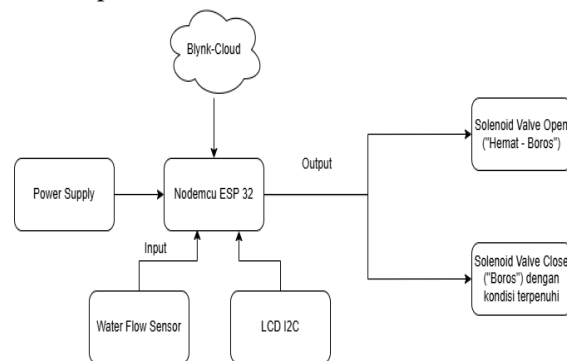 Blynk-Cloud
Power Supply
Nodemcu ESP 32
Output
Solenoid Valve Open
("Hemat - Boros")
Input
Water Flow Sensor
LCD I2C
Solenoid Valve Close
("Boros") dengan
kondisi terpenuhi